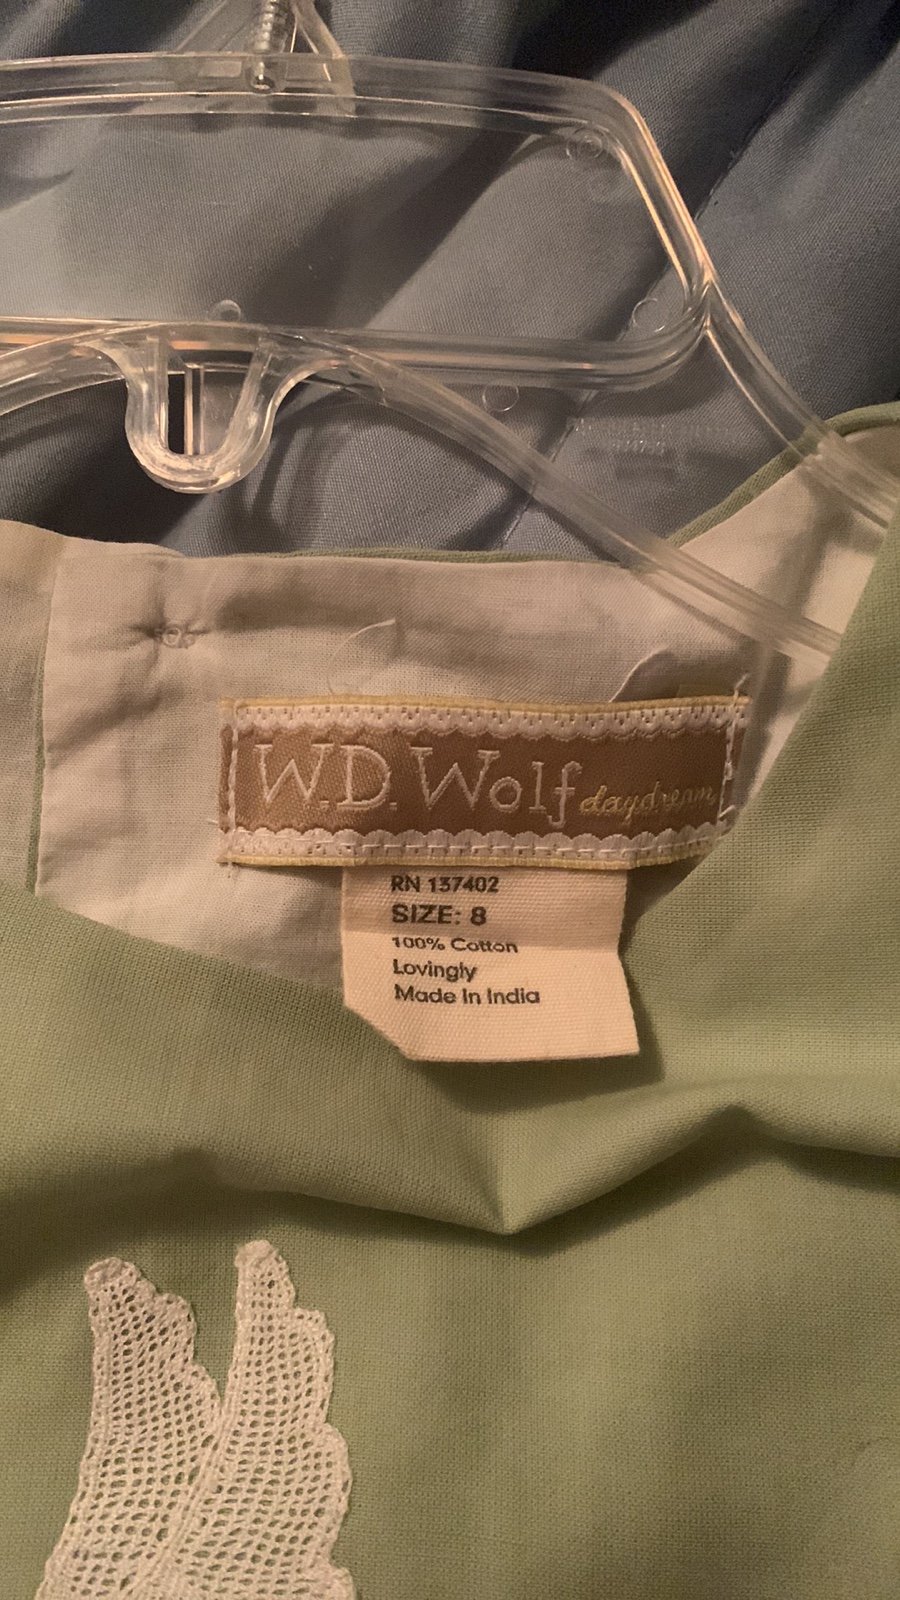 W.D. Wolf daydream
RN 137402
SIZE: 8
100% Cotton
Lovingly
Made In India